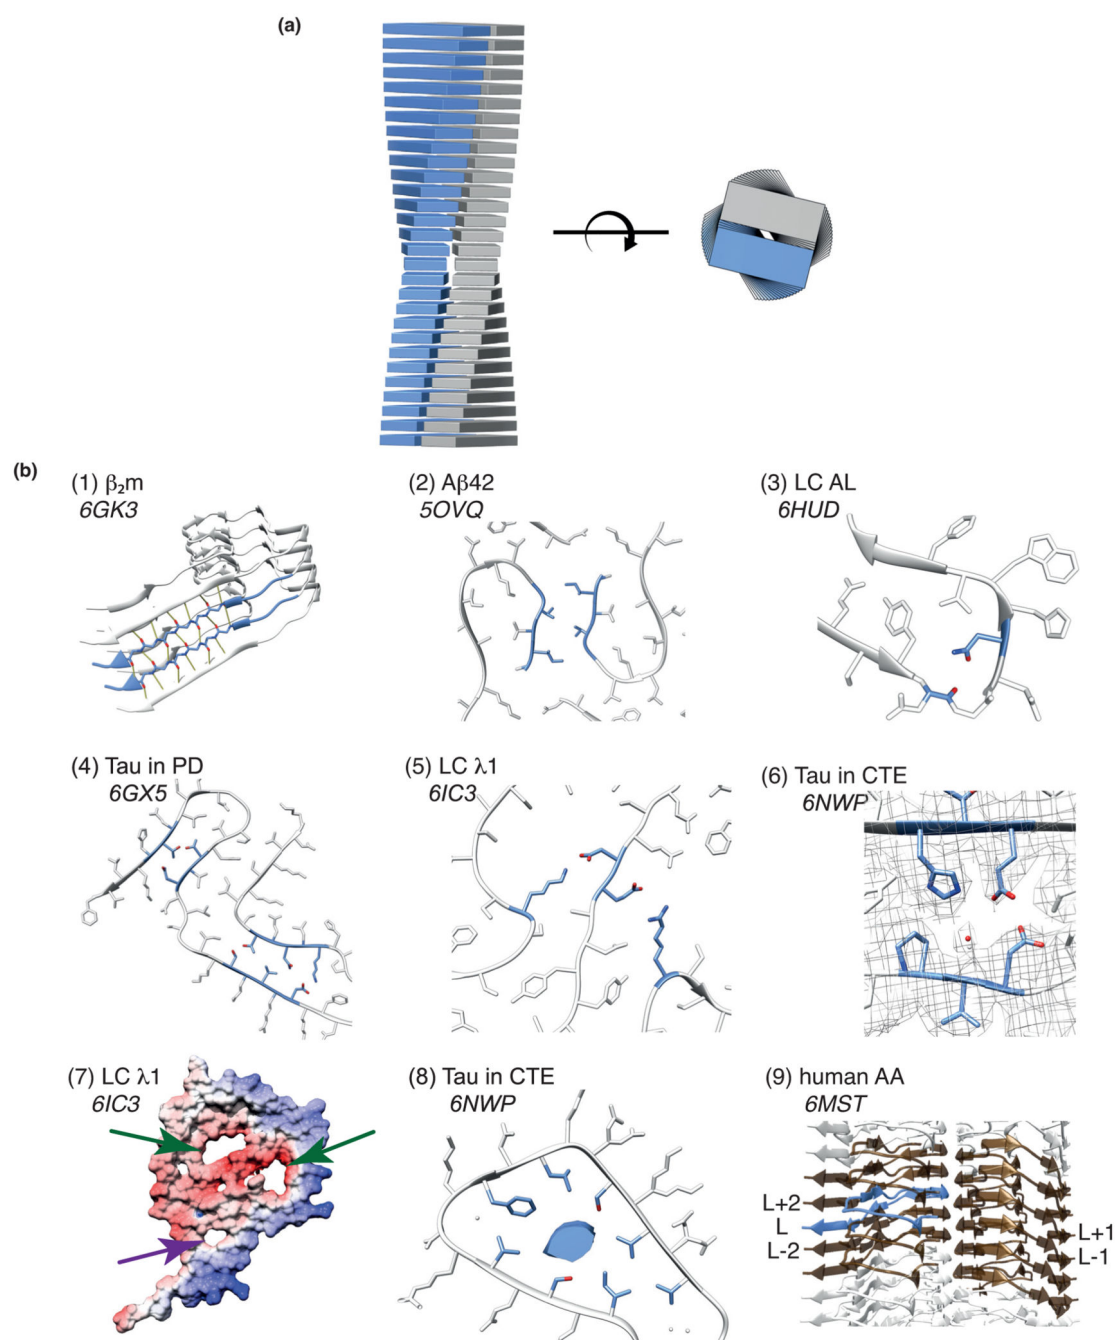 (a)
(b)
(1) β₂m
6GK3
(2) Aβ42
5OVQ
(3) LC AL
6HUD
(4) Tau in PD
6GX5
(5) LC λ1
6IC3
(6) Tau in CTE
6NWP
(7) LC λ1
6IC3
(8) Tau in CTE
6NWP
(9) human AA
6MST
L+2
L
L-2
L+1
L-1